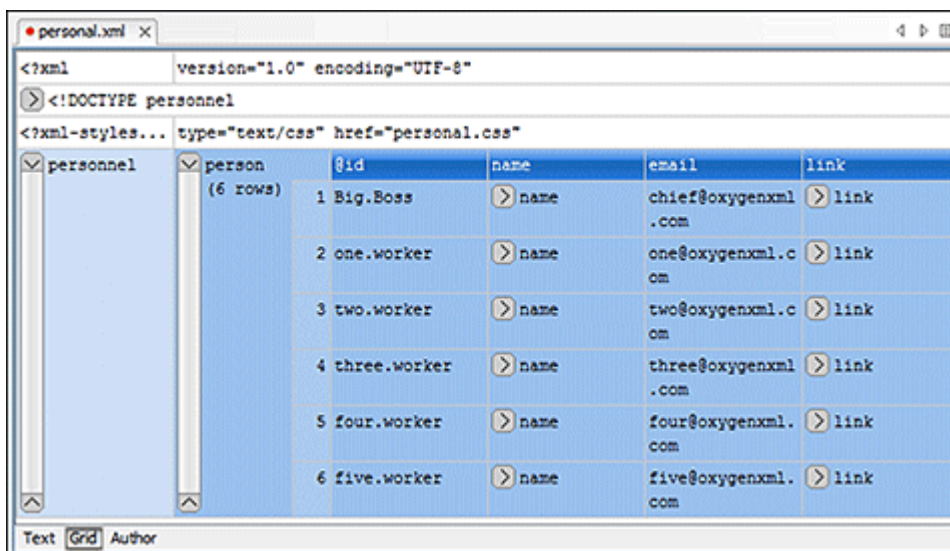 personal.xml
<?xml version="1.0" encoding="UTF-8"
<!DOCTYPE personnel
<?xml-styles... type="text/css" href="personal.css"
personnel person @id name email link
(6 rows) 1 Big.Boss name chief@oxygenxml link
.com
2 one.worker name one@oxygenxml.c link
om
3 two.worker name two@oxygenxml.c link
om
4 three.worker name three@oxygenxml link
.com
5 four.worker name four@oxygenxml. link
com
6 five.worker name five@oxygenxml. link
com
Text Grid Author